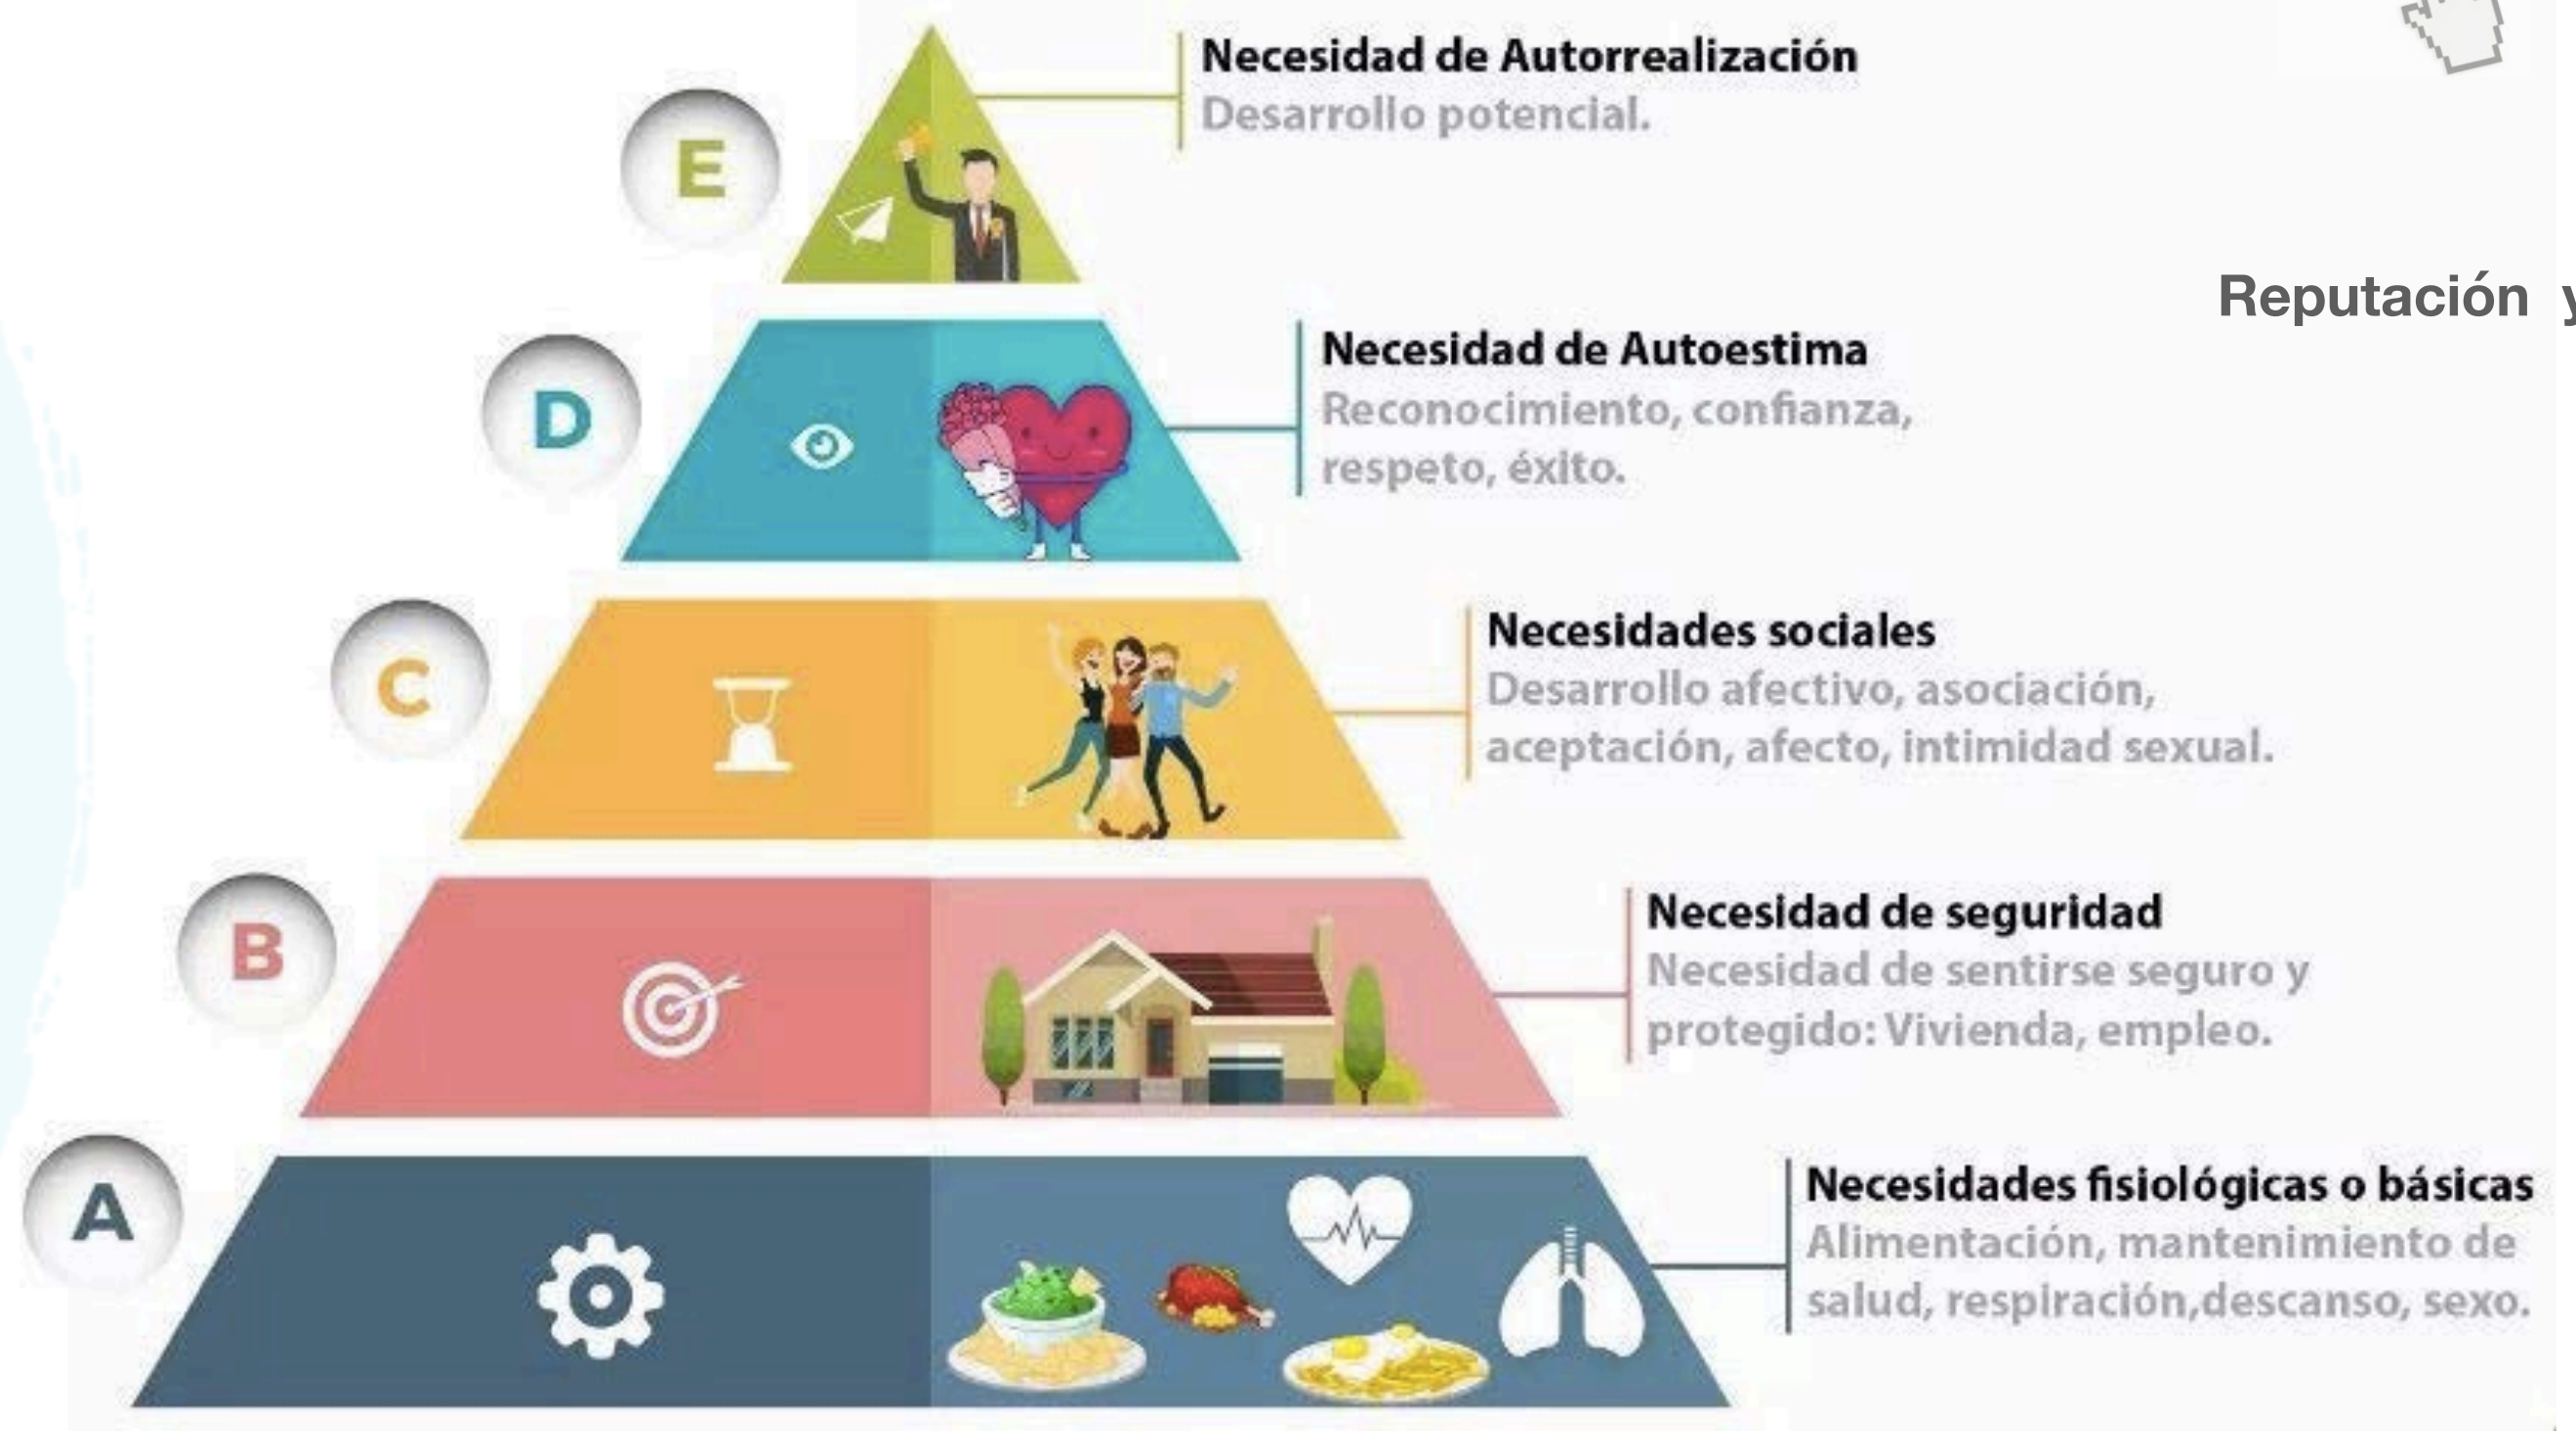 E
Necesidad de Autorrealización
Desarrollo potencial.
Reputación y
D
Necesidad de Autoestima
Reconocimiento, confianza,
respeto, éxito.
C
Necesidades sociales
Desarrollo afectivo, asociación,
aceptación, afecto, intimidad sexual.
B
Necesidad de seguridad
Necesidad de sentirse seguro y
protegido: Vivienda, empleo.
A
Necesidades fisiológicas o básicas
Alimentación, mantenimiento de
salud, respiración,descanso, sexo.